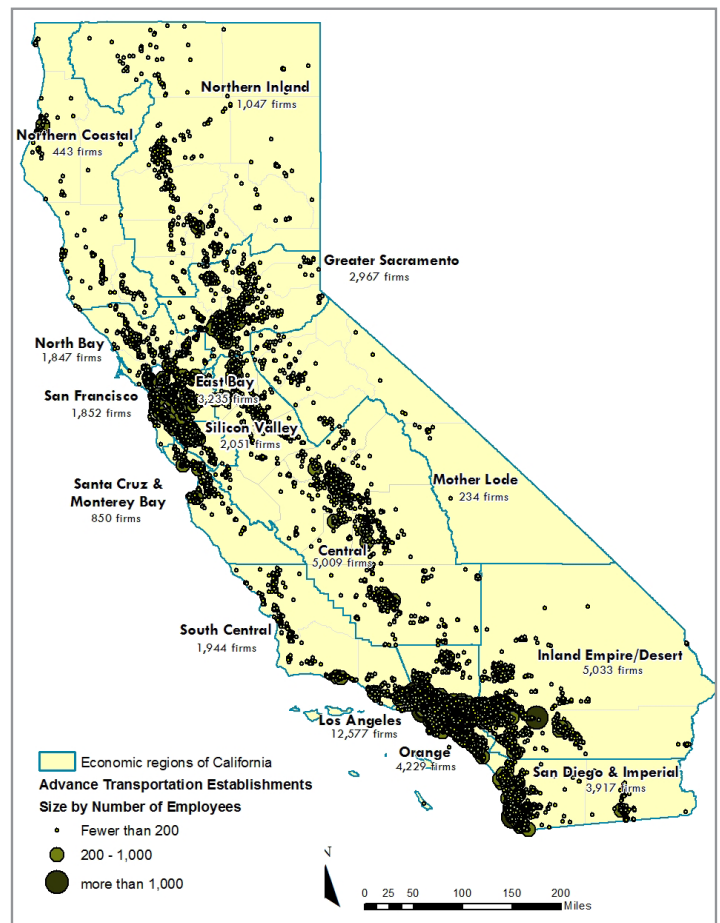 Northern Inland
1,047 firms
Northern Coastal
443 firms
Greater Sacramento
2,967 firms
North Bay
1,847 firms
East Bay
3,235 firms
San Francisco
1,852 firms
Silicon Valley
2,051 firms
Santa Cruz &
Monterey Bay
850 firms
Mother Lode
234 firms
Central
5,009 firms
South Central
1,944 firms
Inland Empire/Desert
5,033 firms
Los Angeles
12,577 firms
Orange
4,229 firms
San Diego & Imperial
3,917 firms
Economic regions of California
Advance Transportation Establishments
Size by Number of Employees
Fewer than 200
200 - 1,000
more than 1,000
N
0 25 50 100 150 200
Miles